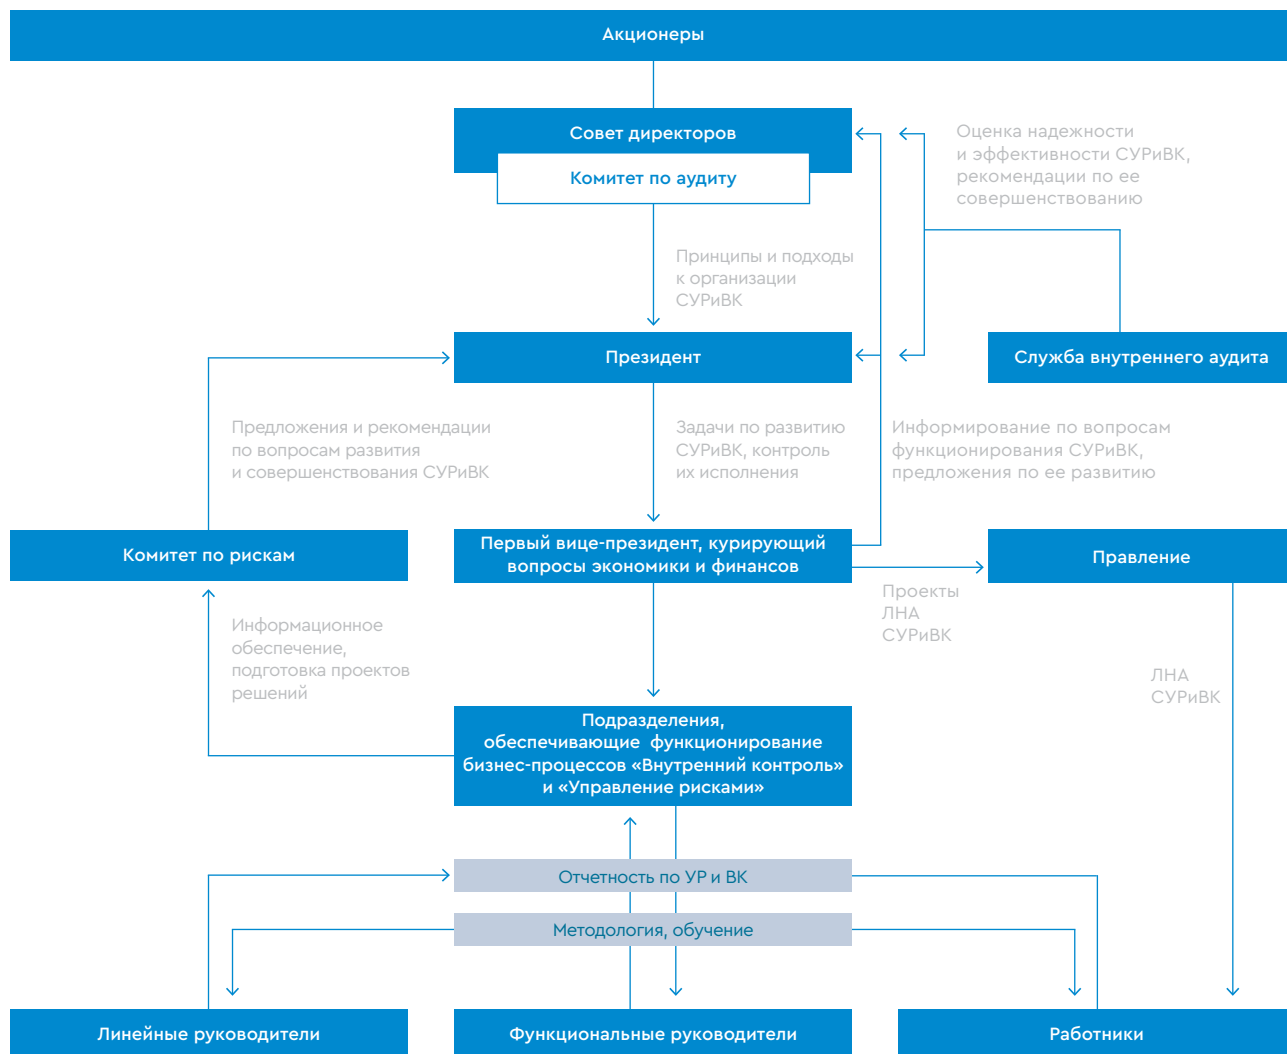 Акционеры
Совет директоров
Комитет по аудиту
Оценка надежности
и эффективности СУРиВК,
рекомендации по ее
совершенствованию
Принципы и подходы
к организации
СУРиВК
Президент
Служба внутреннего аудита
Предложения и рекомендации
по вопросам развития
и совершенствования СУРиВК
Задачи по развитию
СУРиВК, контроль
их исполнения
Информирование по вопросам
функционирования СУРиВК,
предложения по ее развитию
Комитет по рискам
Первый вице-президент, курирующий
вопросы экономики и финансов
Правление
Проекты
ЛНА
СУРиВК
Информационное
обеспечение,
подготовка проектов
решений
ЛНА
СУРиВК
Подразделения,
обеспечивающие функционирование
бизнес-процессов «Внутренний контроль»
и «Управление рисками»
Отчетность по УР и ВК
Методология, обучение
Линейные руководители
Функциональные руководители
Работники